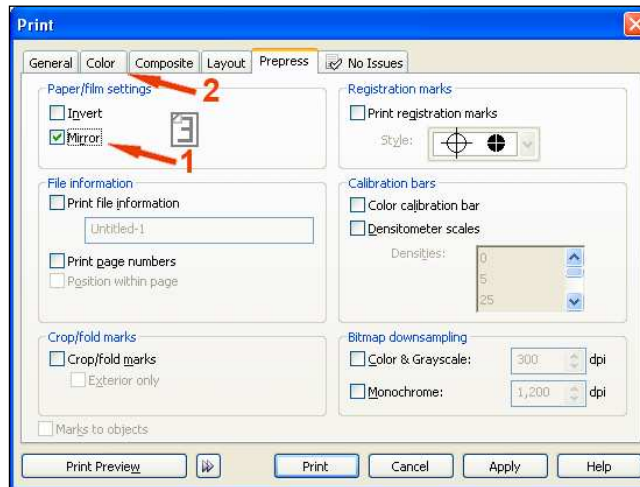 Print
General Color Composite Layout Prepress No Issues
2
Paper/film settings
Invert
Mirror
1
Registration marks
Print registration marks
Style:
File information
Print file information
Untitled-1
Print page numbers
Position within page
Calibration bars
Color calibration bar
Densitometer scales
Densities:
0
5
25
Crop/fold marks
Crop/fold marks
Exterior only
Bitmap downsampling
Color & Grayscale: 300 dpi
Monochrome: 1,200 dpi
Marks to objects
Print Preview Print Cancel Apply Help